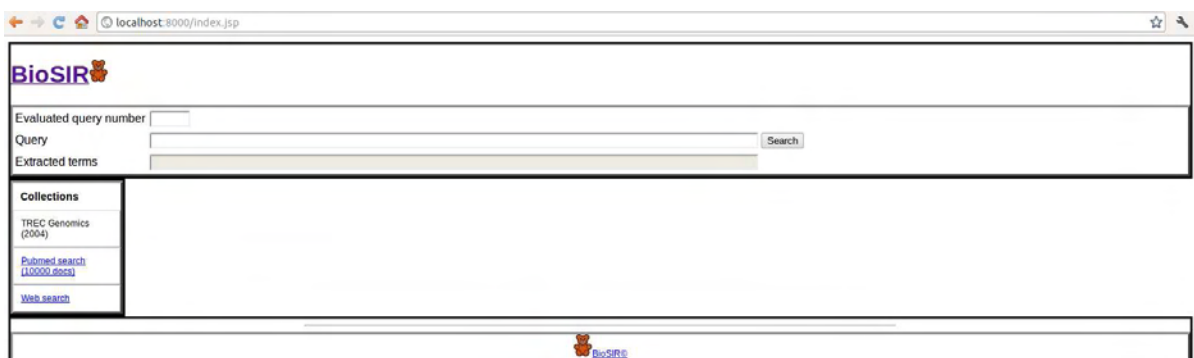 localhost:8000/index.jsp
BioSIR
Evaluated query number
Query Search
Extracted terms
Collections
TREC Genomics
(2004)
Pubmed search
(10000 docs)
Web search
BioSIR©